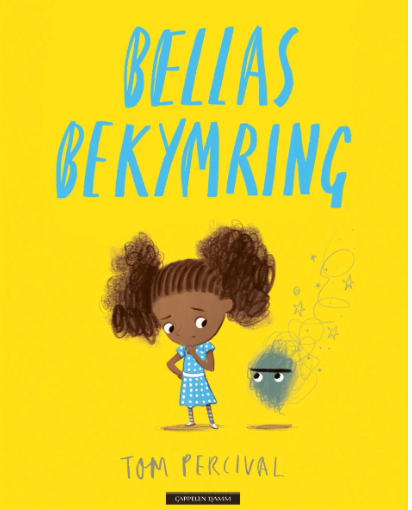 BELLAS
BEKYMRING
TOM PERCIVAL
CAPPELEN DAMM